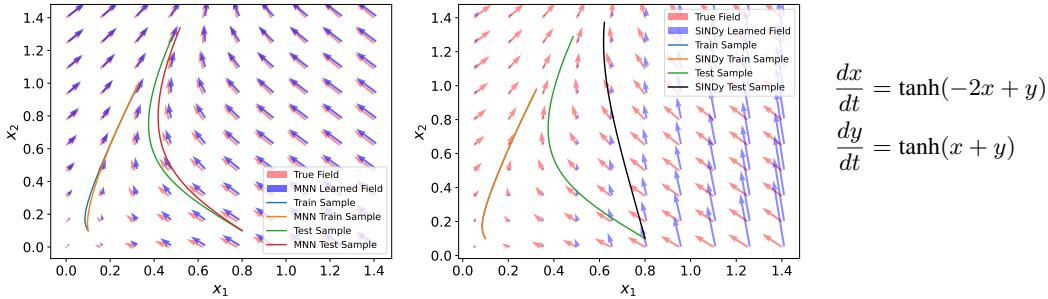 1.4
1.2
1.0
0.8
0.6
0.4
0.2
0.0
x₂
True Field
MNN Learned Field
Train Sample
MNN Train Sample
Test Sample
MNN Test Sample
0.0 0.2 0.4 0.6 0.8 1.0 1.2 1.4
x₁
1.4
1.2
1.0
0.8
0.6
0.4
0.2
0.0
x₂
True Field
SINDy Learned Field
Train Sample
SINDy Train Sample
Test Sample
SINDy Test Sample
0.0 0.2 0.4 0.6 0.8 1.0 1.2 1.4
x₁
dx/dt = tanh(−2x + y)
dy/dt = tanh(x + y)